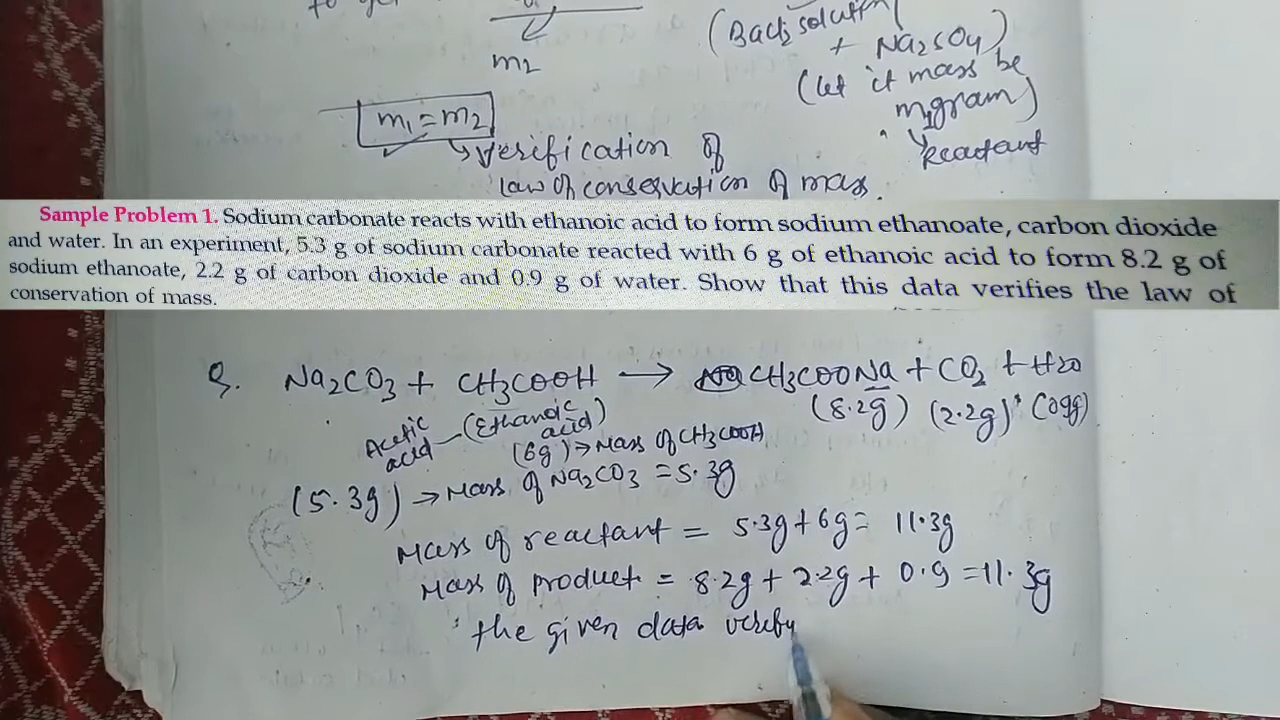 to get
m2
(BaCl2 solution
+ Na2SO4)
(let it mass be
m1gram)
Reactant
m1 = m2
Verification of
law of conservation of mass.
Sample Problem 1. Sodium carbonate reacts with ethanoic acid to form sodium ethanoate, carbon dioxide
and water. In an experiment, 5.3 g of sodium carbonate reacted with 6 g of ethanoic acid to form 8.2 g of
sodium ethanoate, 2.2 g of carbon dioxide and 0.9 g of water. Show that this data verifies the law of
conservation of mass.
Q. Na2CO3 + CH3COOH → CH3COONa + CO2 + H2O
(8.2g) (2.2g) (0.9g)
Acetic acid — (Ethanoic acid)
(6g) → Mass of CH3COOH
(5.3g) → Mass of Na2CO3 = 5.3g
Mass of reactant = 5.3g + 6g = 11.3g
Mass of product = 8.2g + 2.2g + 0.9 = 11.3g
the given data verify